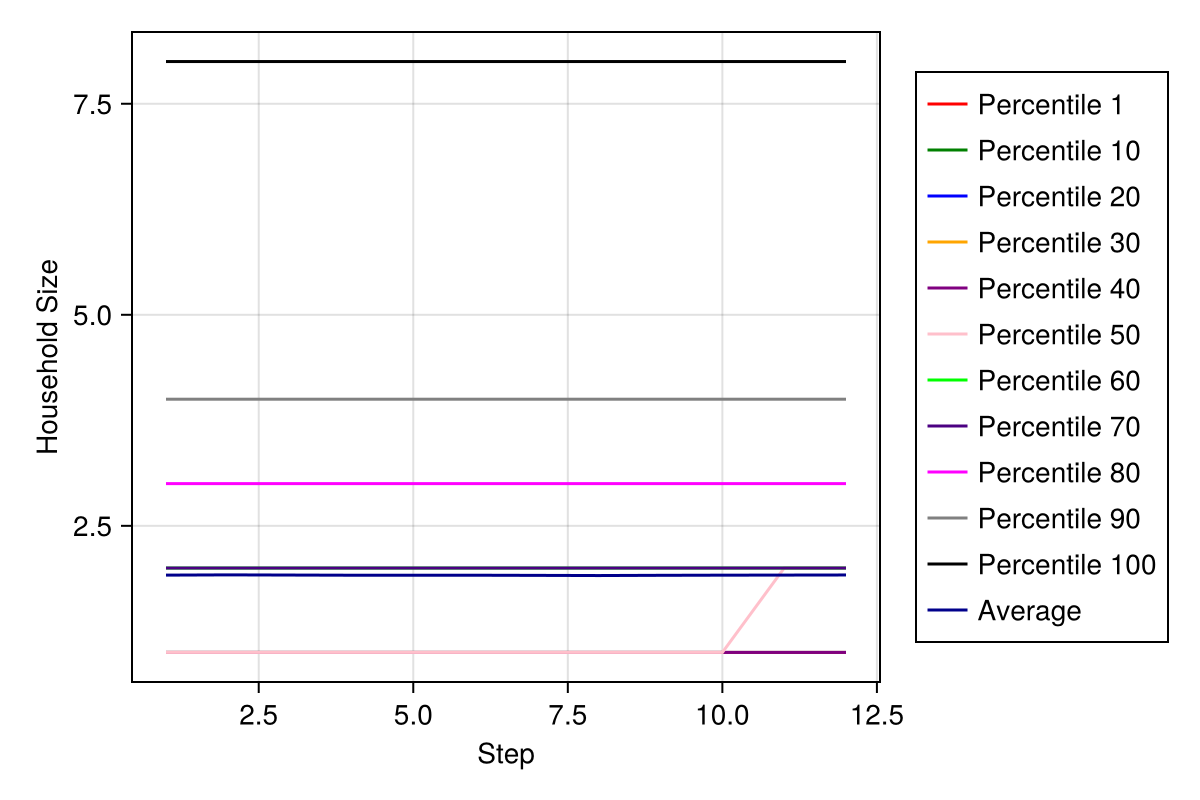 7.5
5.0
2.5
Household Size
2.5 5.0 7.5 10.0 12.5
Step
Percentile 1
Percentile 10
Percentile 20
Percentile 30
Percentile 40
Percentile 50
Percentile 60
Percentile 70
Percentile 80
Percentile 90
Percentile 100
Average